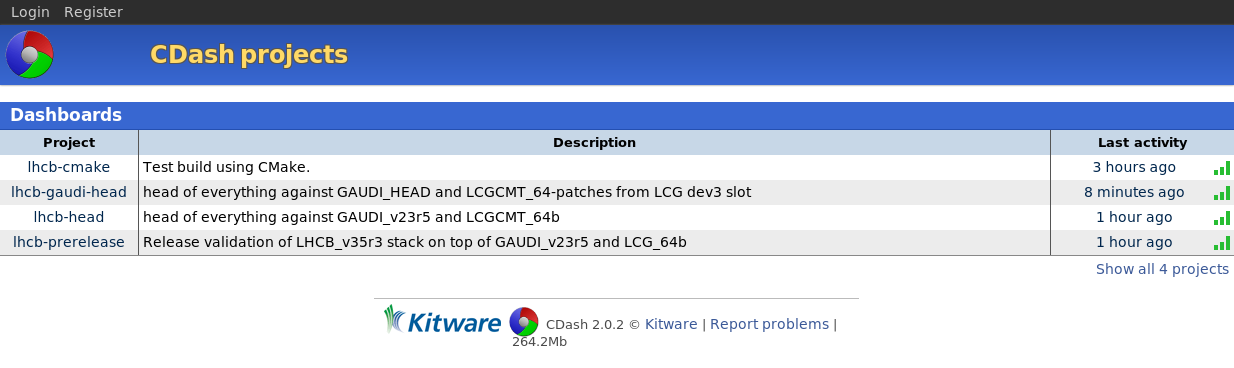 Login Register
CDash projects
Dashboards
Project Description Last activity
lhcb-cmake Test build using CMake. 3 hours ago
lhcb-gaudi-head head of everything against GAUDI_HEAD and LCGCMT_64-patches from LCG dev3 slot 8 minutes ago
lhcb-head head of everything against GAUDI_v23r5 and LCGCMT_64b 1 hour ago
lhcb-prerelease Release validation of LHCB_v35r3 stack on top of GAUDI_v23r5 and LCG_64b 1 hour ago
Show all 4 projects
Kitware CDash 2.0.2 © Kitware | Report problems |
264.2Mb